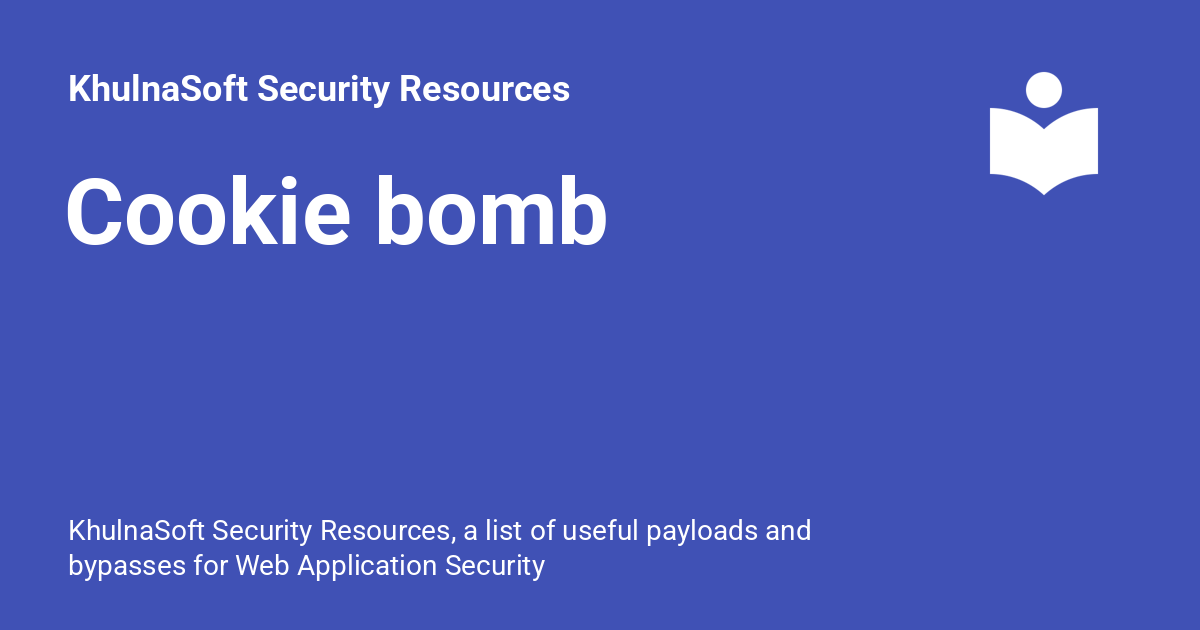 KhulnaSoft Security Resources
Cookie bomb
KhulnaSoft Security Resources, a list of useful payloads and
bypasses for Web Application Security